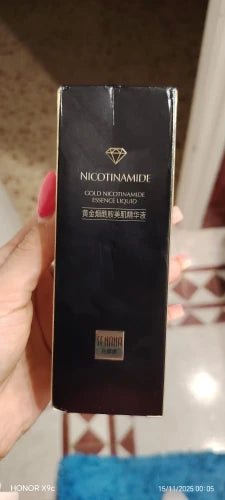 NICOTINAMIDE
GOLD NICOTINAMIDE
ESSENCE LIQUID
黄金烟酰胺美肌精华液
SENANA
HONOR X9c
15/11/2025 00:05